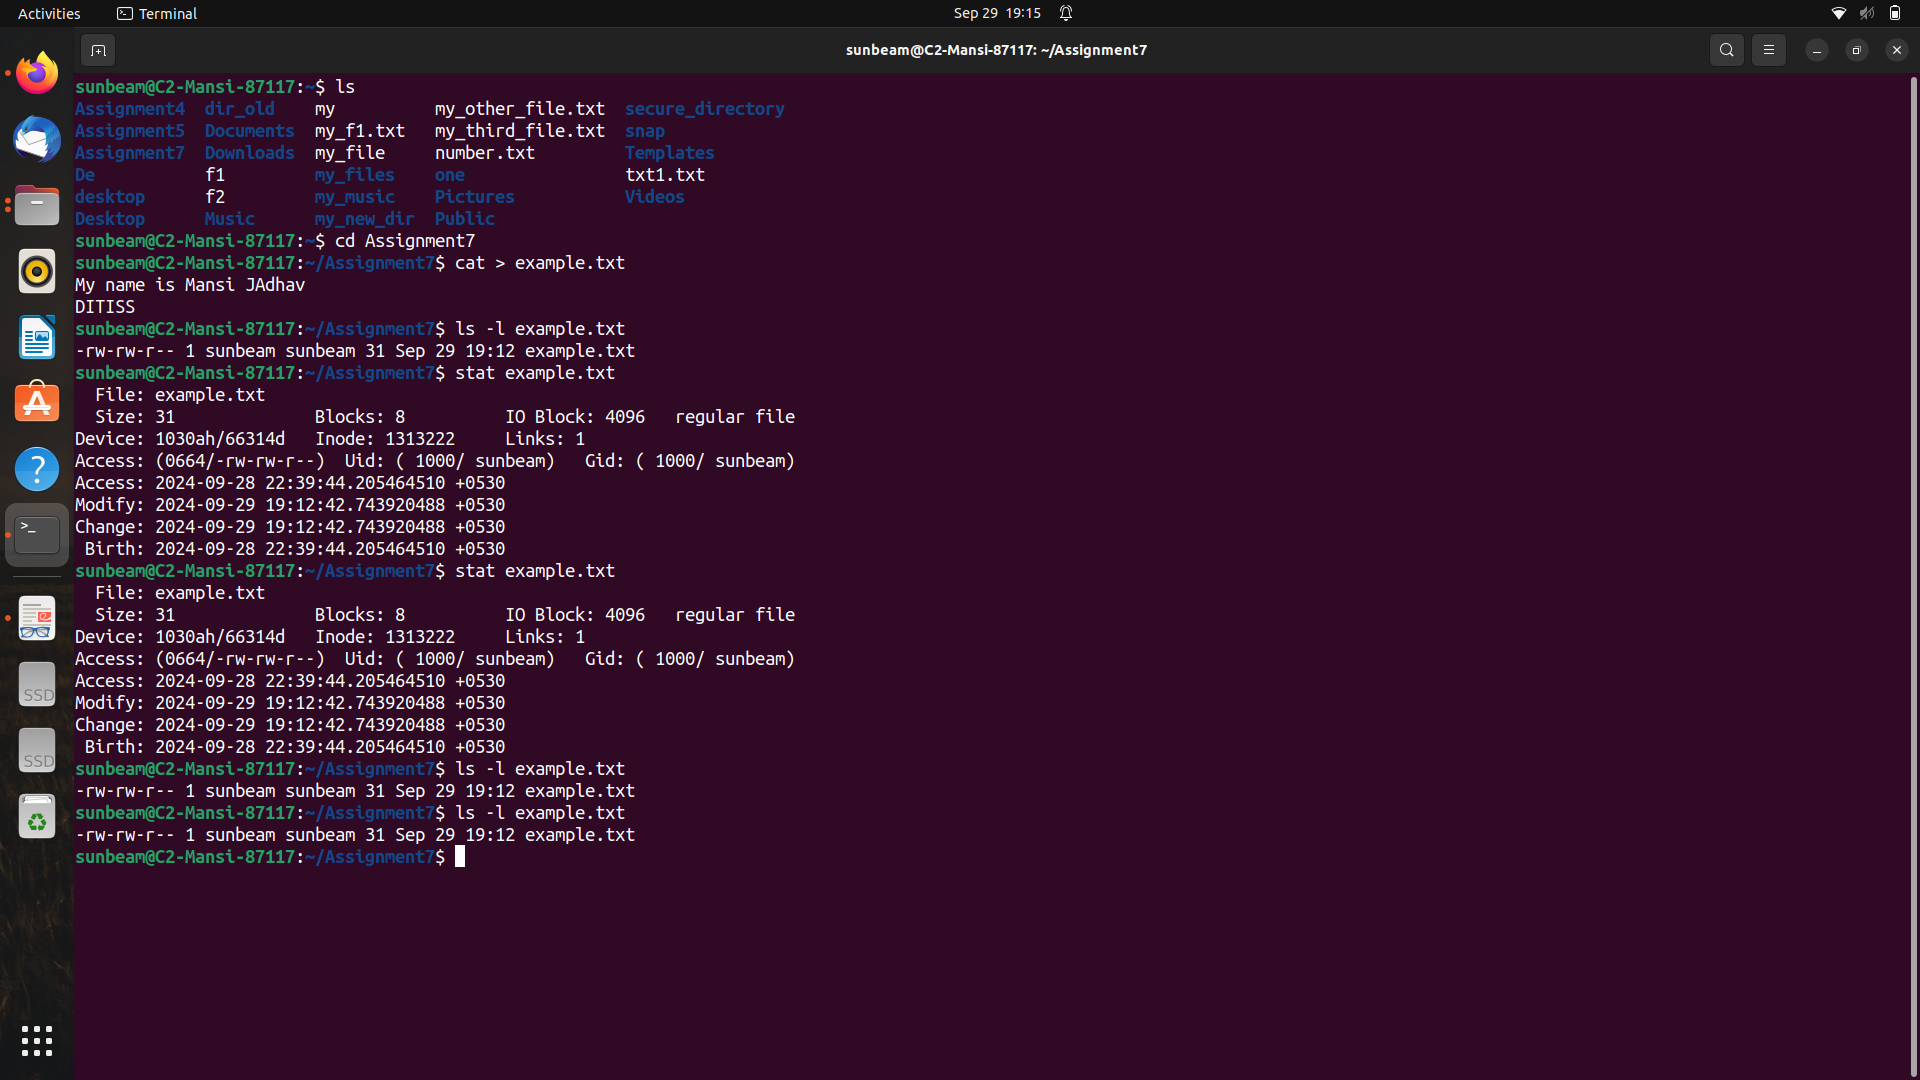 Activities Terminal Sep 29 19:15
sunbeam@C2-Mansi-87117: ~/Assignment7
sunbeam@C2-Mansi-87117:~$ ls
Assignment4  dir_old    my          my_other_file.txt  secure_directory
Assignment5  Documents  my_f1.txt   my_third_file.txt  snap
Assignment7  Downloads  my_file     number.txt         Templates
De           f1         my_files    one                txt1.txt
desktop      f2         my_music    Pictures           Videos
Desktop      Music      my_new_dir  Public
sunbeam@C2-Mansi-87117:~$ cd Assignment7
sunbeam@C2-Mansi-87117:~/Assignment7$ cat > example.txt
My name is Mansi JAdhav
DITISS
sunbeam@C2-Mansi-87117:~/Assignment7$ ls -l example.txt
-rw-rw-r-- 1 sunbeam sunbeam 31 Sep 29 19:12 example.txt
sunbeam@C2-Mansi-87117:~/Assignment7$ stat example.txt
  File: example.txt
  Size: 31              Blocks: 8          IO Block: 4096   regular file
Device: 1030ah/66314d   Inode: 1313222     Links: 1
Access: (0664/-rw-rw-r--)  Uid: ( 1000/ sunbeam)   Gid: ( 1000/ sunbeam)
Access: 2024-09-28 22:39:44.205464510 +0530
Modify: 2024-09-29 19:12:42.743920488 +0530
Change: 2024-09-29 19:12:42.743920488 +0530
 Birth: 2024-09-28 22:39:44.205464510 +0530
sunbeam@C2-Mansi-87117:~/Assignment7$ stat example.txt
  File: example.txt
  Size: 31              Blocks: 8          IO Block: 4096   regular file
Device: 1030ah/66314d   Inode: 1313222     Links: 1
Access: (0664/-rw-rw-r--)  Uid: ( 1000/ sunbeam)   Gid: ( 1000/ sunbeam)
Access: 2024-09-28 22:39:44.205464510 +0530
Modify: 2024-09-29 19:12:42.743920488 +0530
Change: 2024-09-29 19:12:42.743920488 +0530
 Birth: 2024-09-28 22:39:44.205464510 +0530
sunbeam@C2-Mansi-87117:~/Assignment7$ ls -l example.txt
-rw-rw-r-- 1 sunbeam sunbeam 31 Sep 29 19:12 example.txt
sunbeam@C2-Mansi-87117:~/Assignment7$ ls -l example.txt
-rw-rw-r-- 1 sunbeam sunbeam 31 Sep 29 19:12 example.txt
sunbeam@C2-Mansi-87117:~/Assignment7$
SSD
SSD